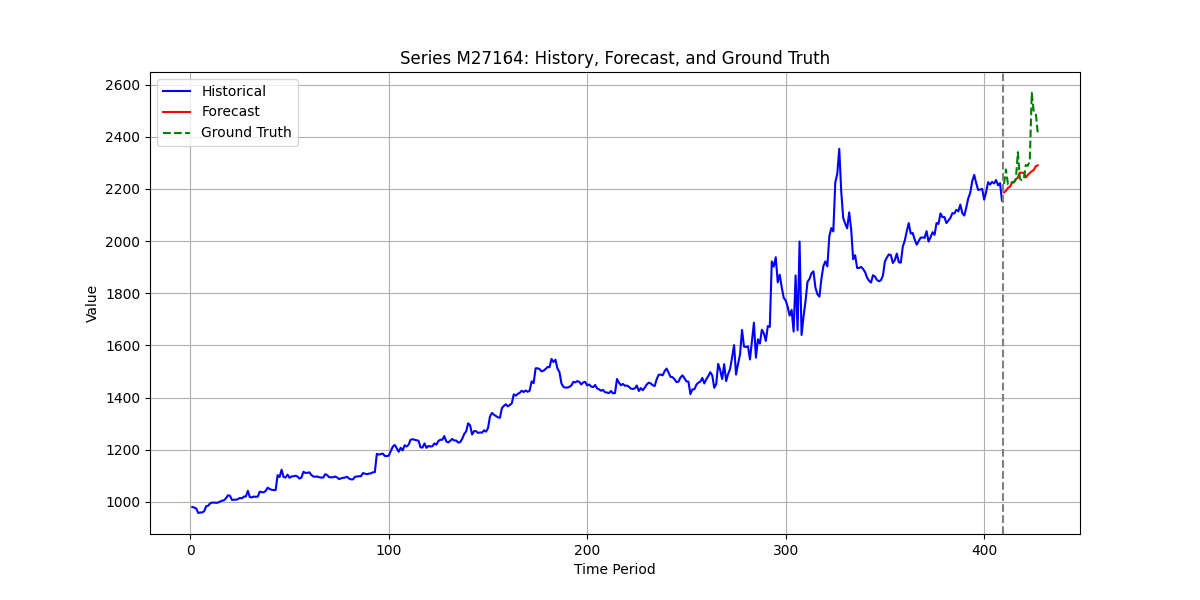 Series M27164: History, Forecast, and Ground Truth
Historical
Forecast
Ground Truth
2600
2400
2200
2000
1800
1600
1400
1200
1000
Value
0 100 200 300 400
Time Period